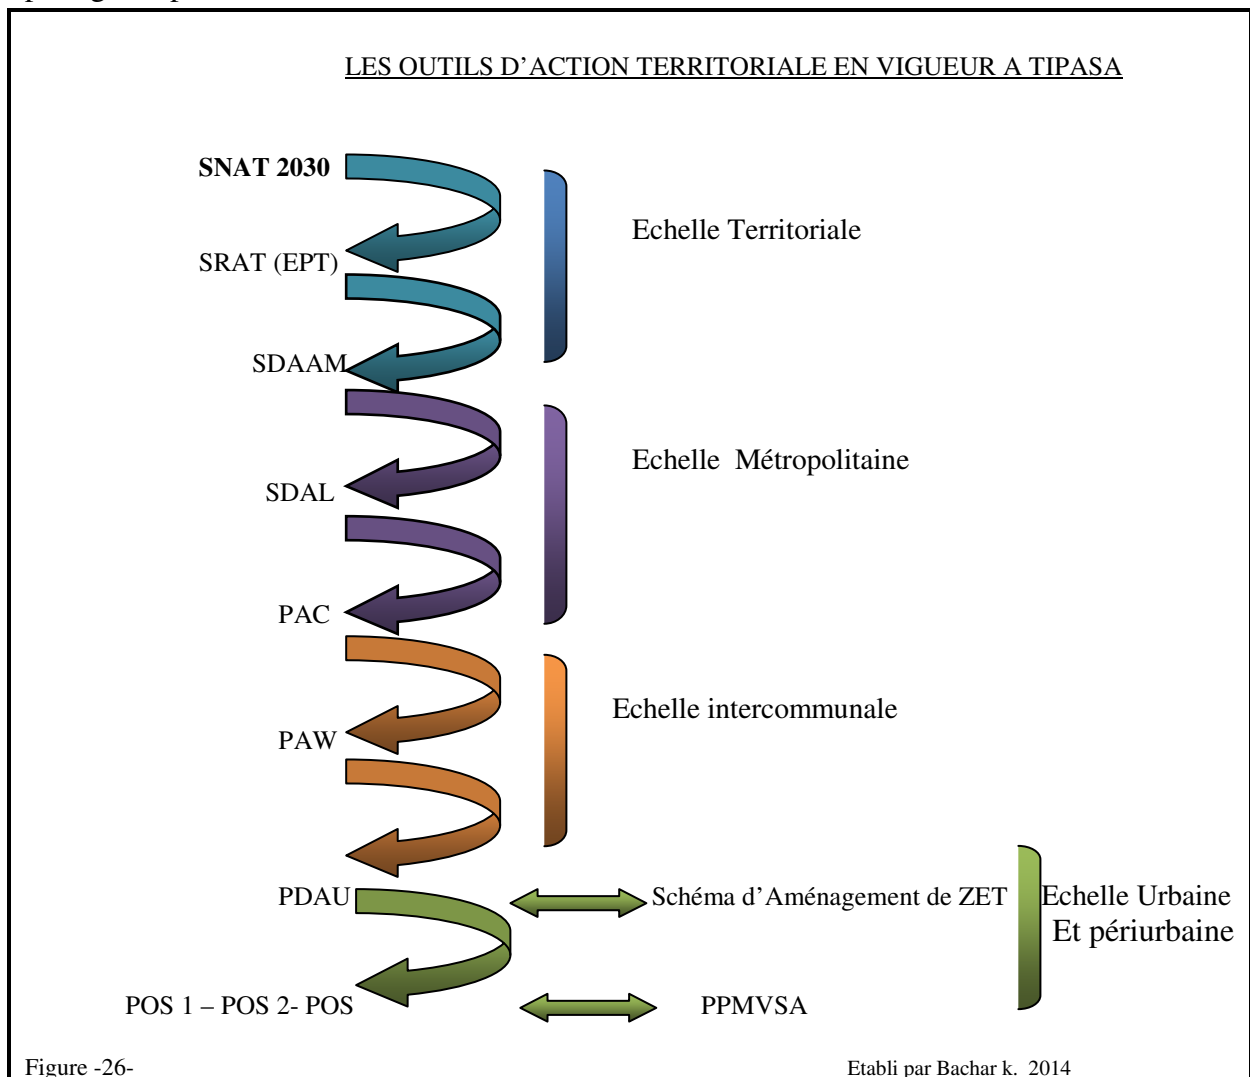 LES OUTILS D’ACTION TERRITORIALE EN VIGUEUR A TIPASA
SNAT 2030
Echelle Territoriale
SRAT (EPT)
SDAAM
Echelle Métropolitaine
SDAL
PAC
Echelle intercommunale
PAW
PDAU
Schéma d’Aménagement de ZET
Echelle Urbaine
Et périurbaine
POS 1 – POS 2- POS
PPMVSA
Figure -26-
Etabli par Bachar k. 2014